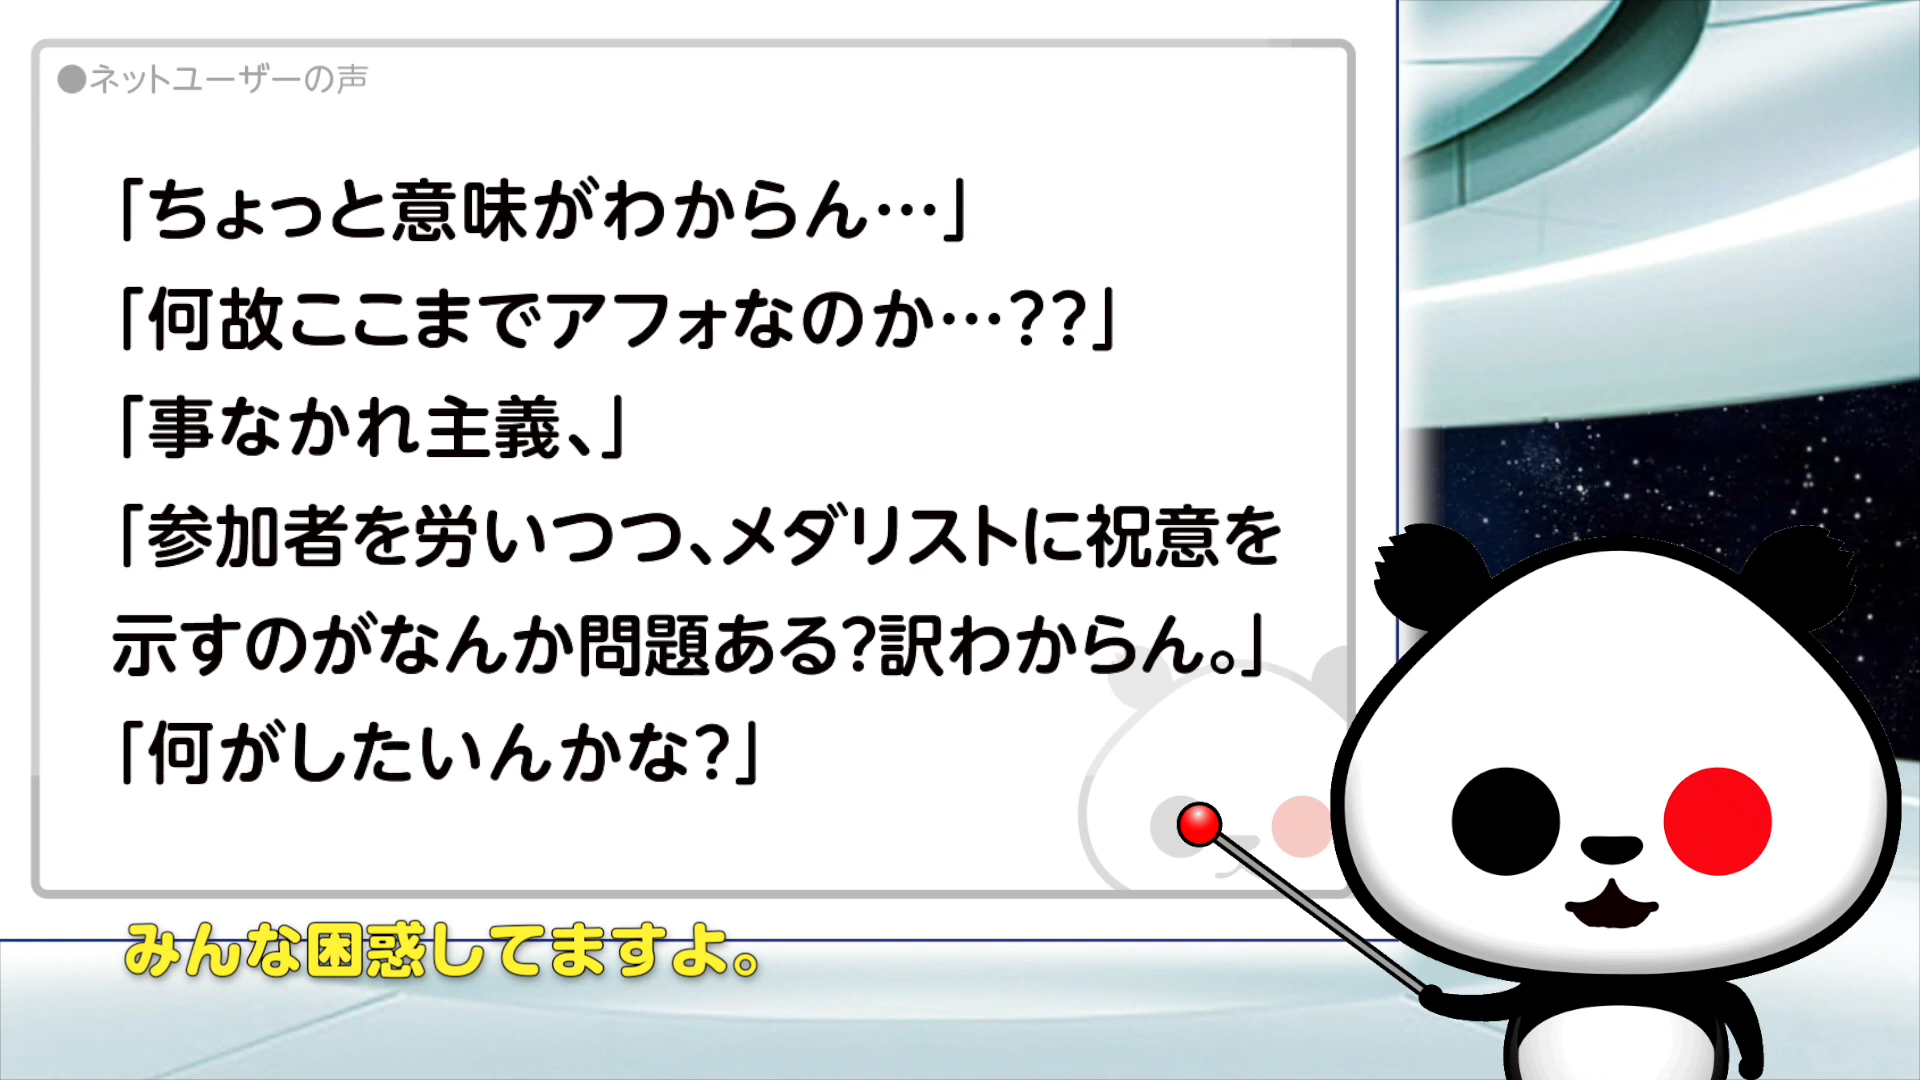 ●ネットユーザーの声
「ちょっと意味がわからん…」
「何故ここまでアフォなのか…??」
「事なかれ主義、」
「参加者を労いつつ、メダリストに祝意を
示すのがなんか問題ある?訳わからん。」
「何がしたいんかな?」
みんな困惑してますよ。